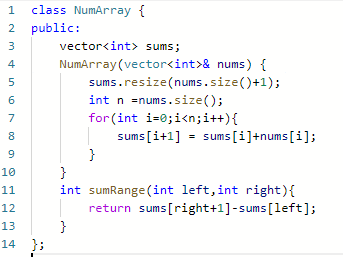 1 class NumArray {
2 public:
3     vector<int> sums;
4     NumArray(vector<int>& nums) {
5         sums.resize(nums.size()+1);
6         int n =nums.size();
7         for(int i=0;i<n;i++){
8             sums[i+1] = sums[i]+nums[i];
9         }
10     }
11     int sumRange(int left,int right){
12         return sums[right+1]-sums[left];
13     }
14 };